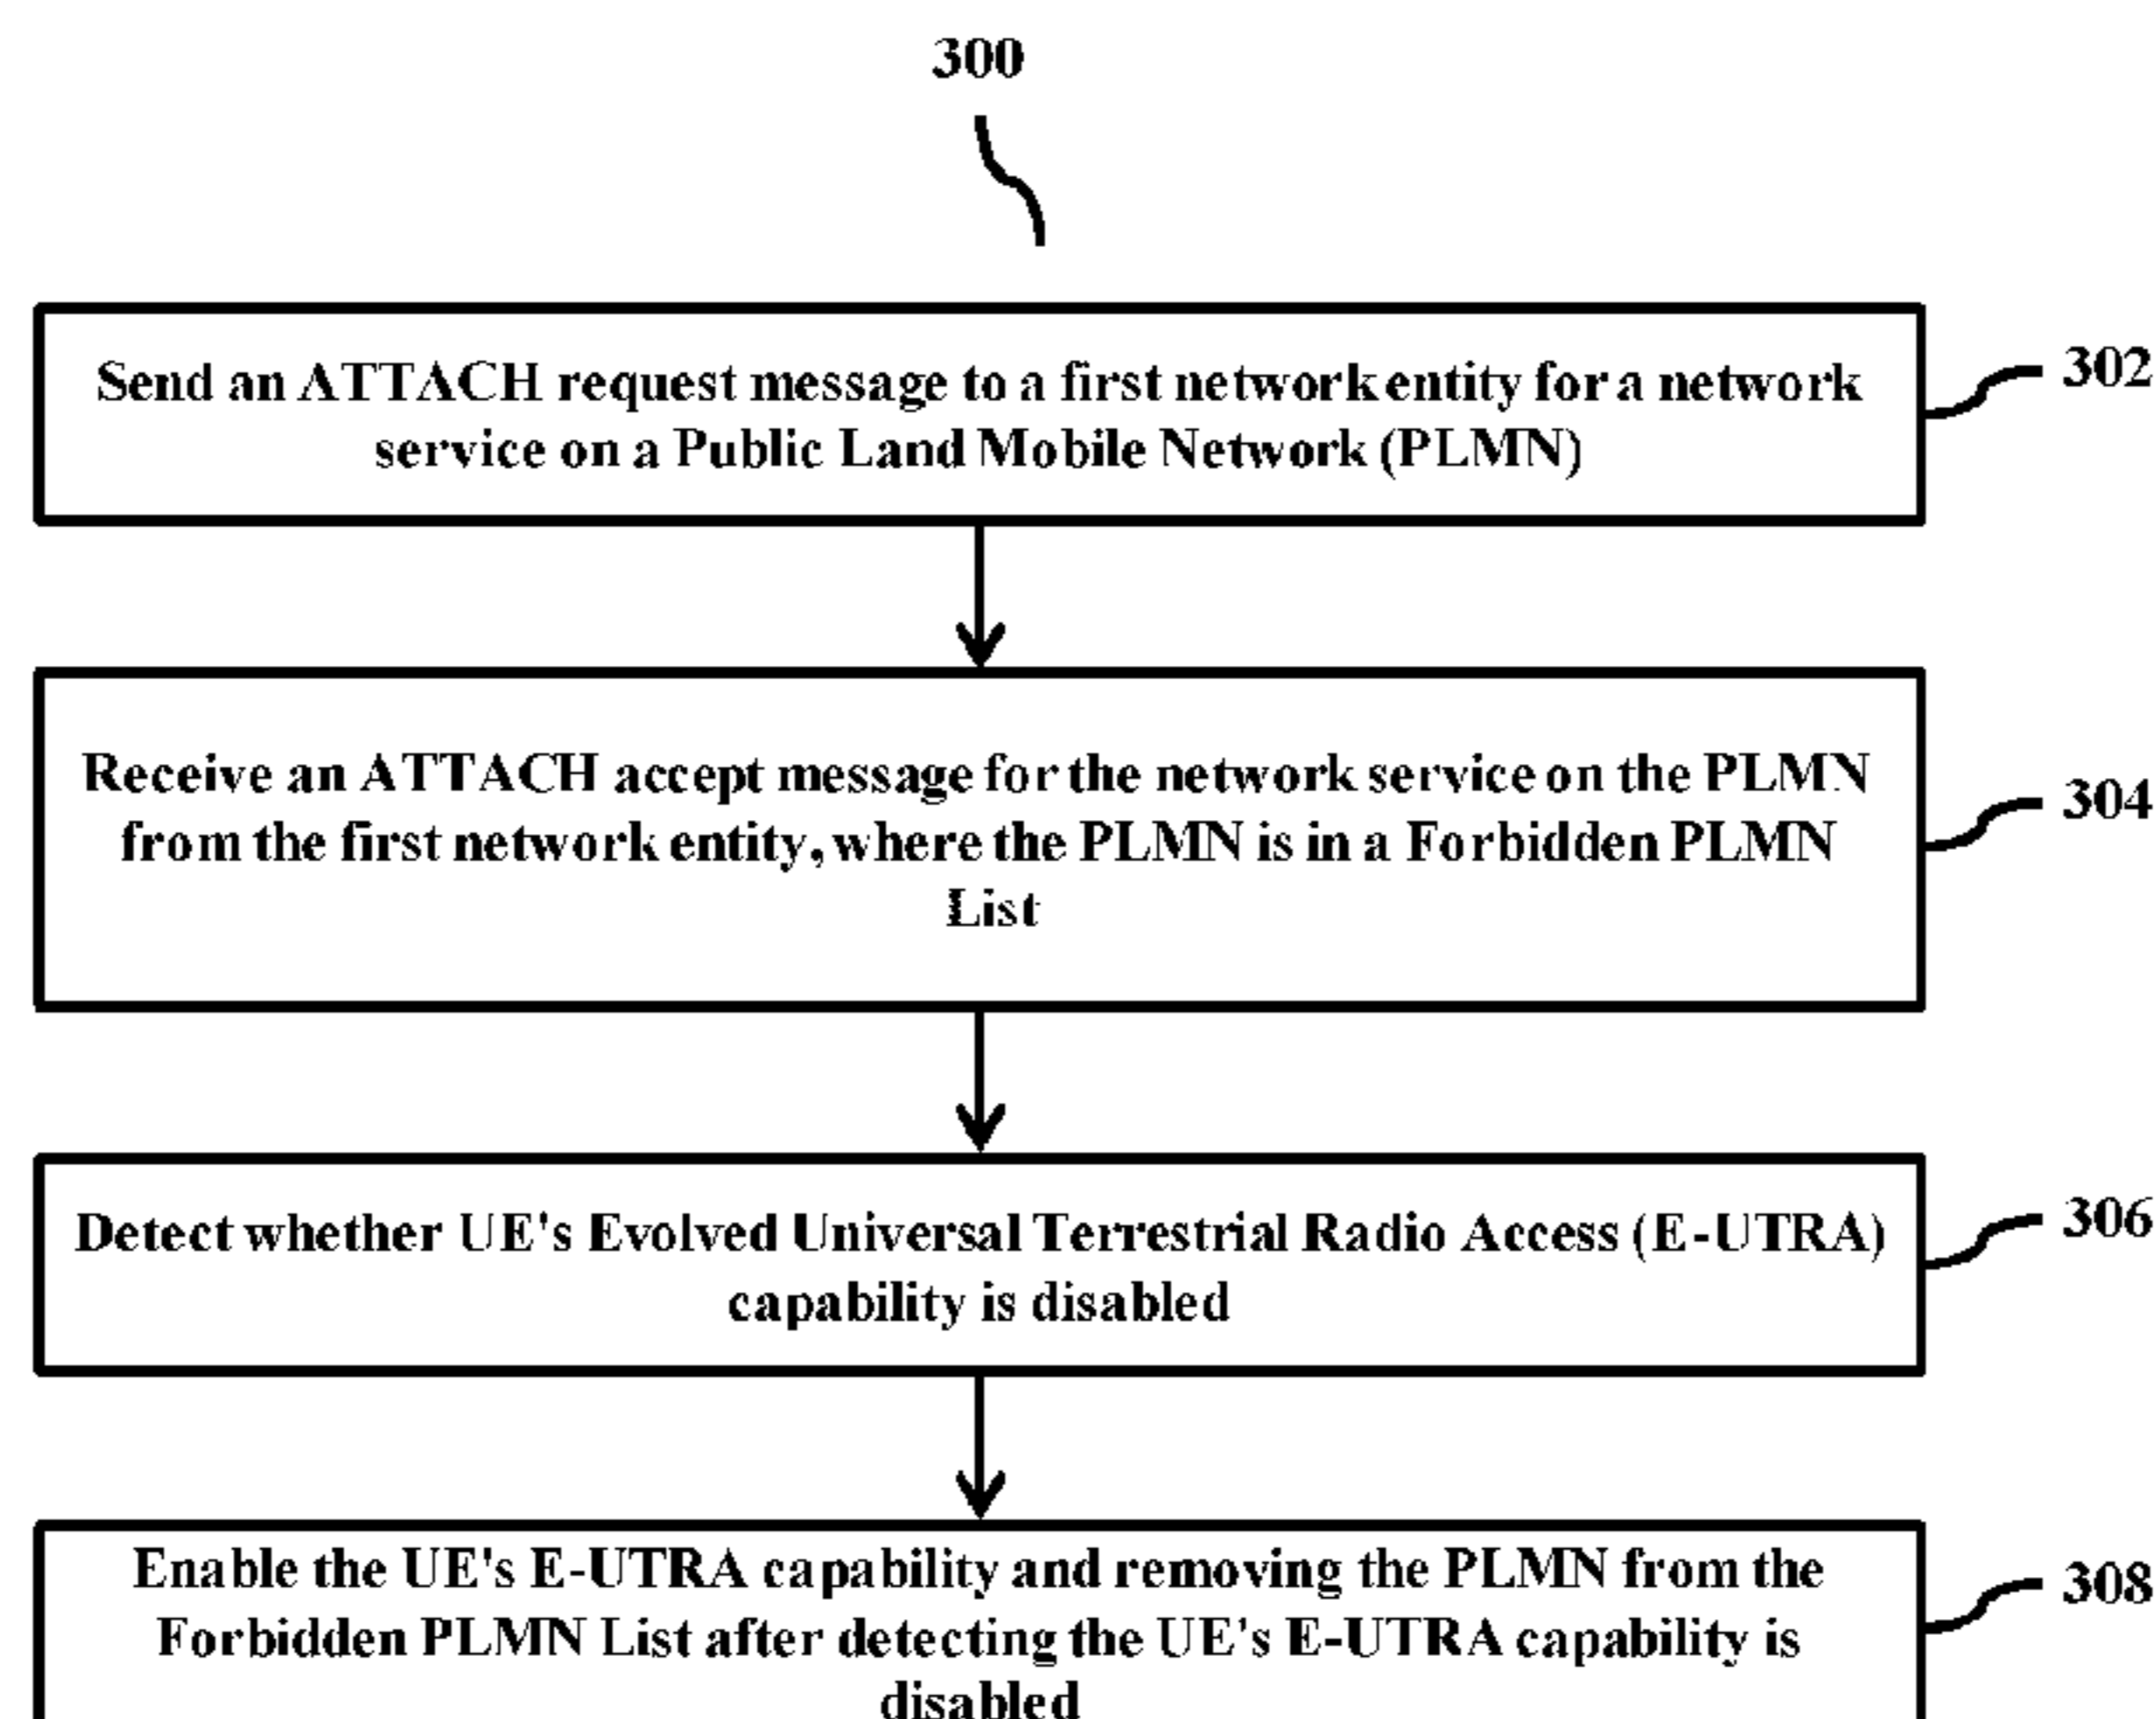 300
Send an ATTACH request message to a first network entity for a network
service on a Public Land Mobile Network (PLMN)
302
Receive an ATTACH accept message for the network service on the PLMN
from the first network entity, where the PLMN is in a Forbidden PLMN
List
304
Detect whether UE's Evolved Universal Terrestrial Radio Access (E-UTRA)
capability is disabled
306
Enable the UE's E-UTRA capability and removing the PLMN from the
Forbidden PLMN List after detecting the UE's E-UTRA capability is
disabled
308